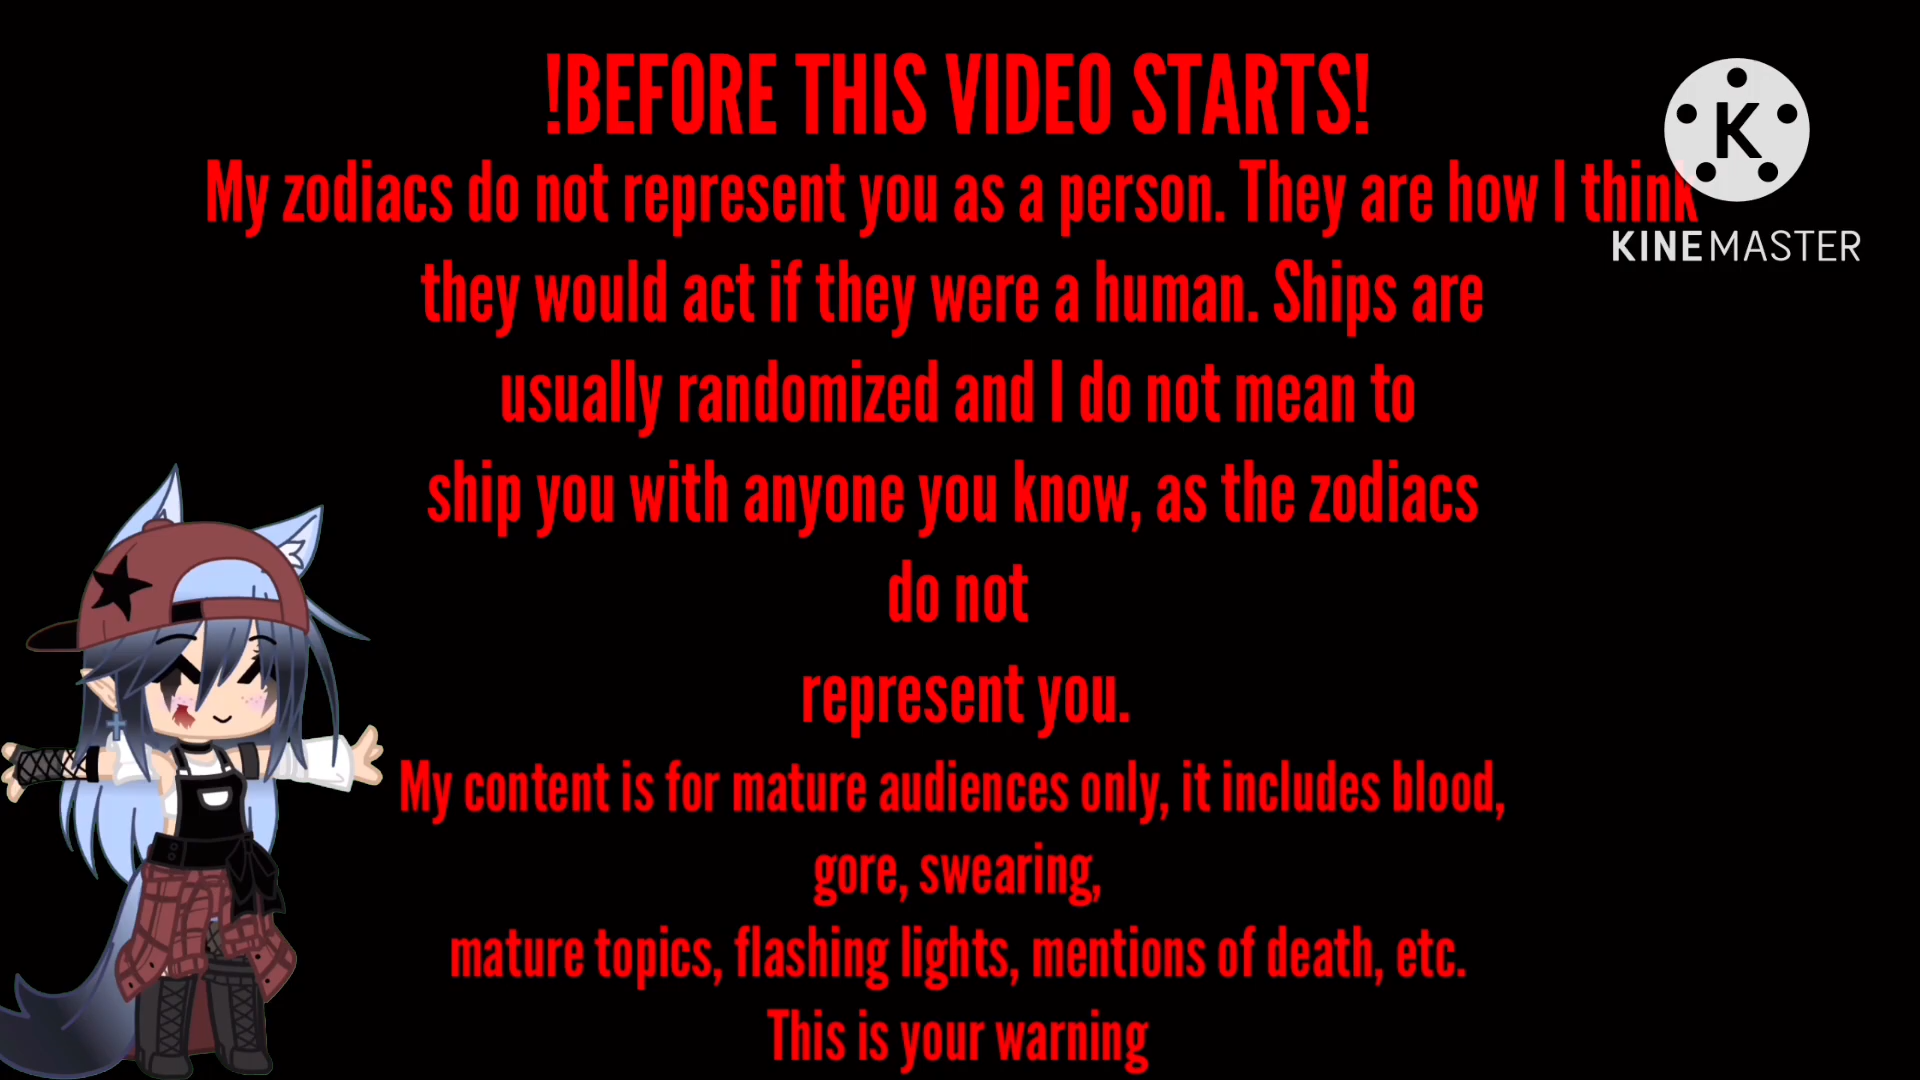 !BEFORE THIS VIDEO STARTS!
My zodiacs do not represent you as a person. They are how I think
they would act if they were a human. Ships are
usually randomized and I do not mean to
ship you with anyone you know, as the zodiacs
do not
represent you.
My content is for mature audiences only, it includes blood,
gore, swearing,
mature topics, flashing lights, mentions of death, etc.
This is your warning
K
KINEMASTER